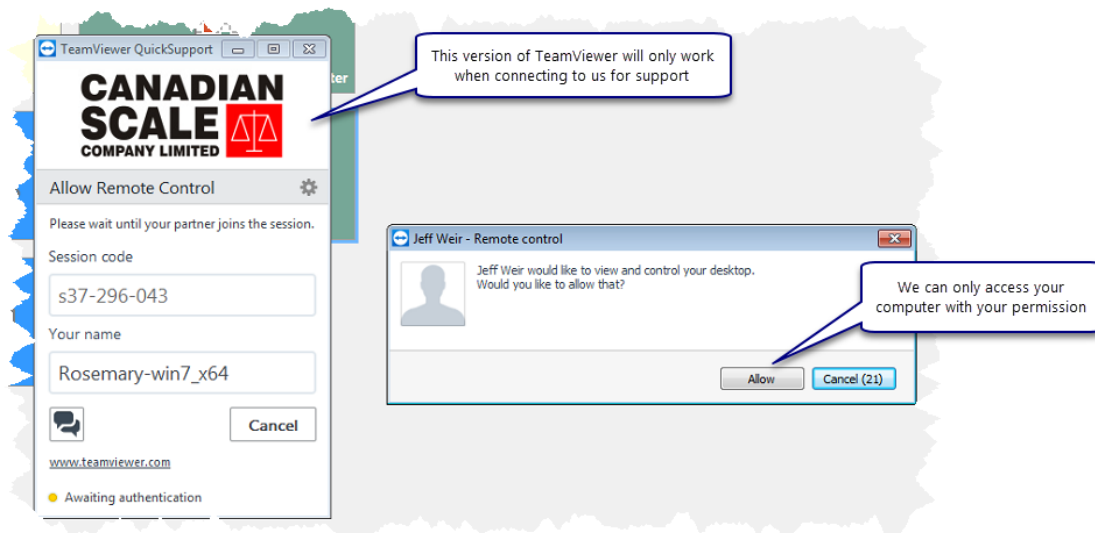 TeamViewer QuickSupport
ter
CANADIAN
SCALE
COMPANY LIMITED
Allow Remote Control
Please wait until your partner joins the session.
Session code
s37-296-043
Your name
Rosemary-win7_x64
Cancel
www.teamviewer.com
Awaiting authentication
This version of TeamViewer will only work
when connecting to us for support
Jeff Weir - Remote control
Jeff Weir would like to view and control your desktop.
Would you like to allow that?
We can only access your
computer with your permission
Allow
Cancel (21)